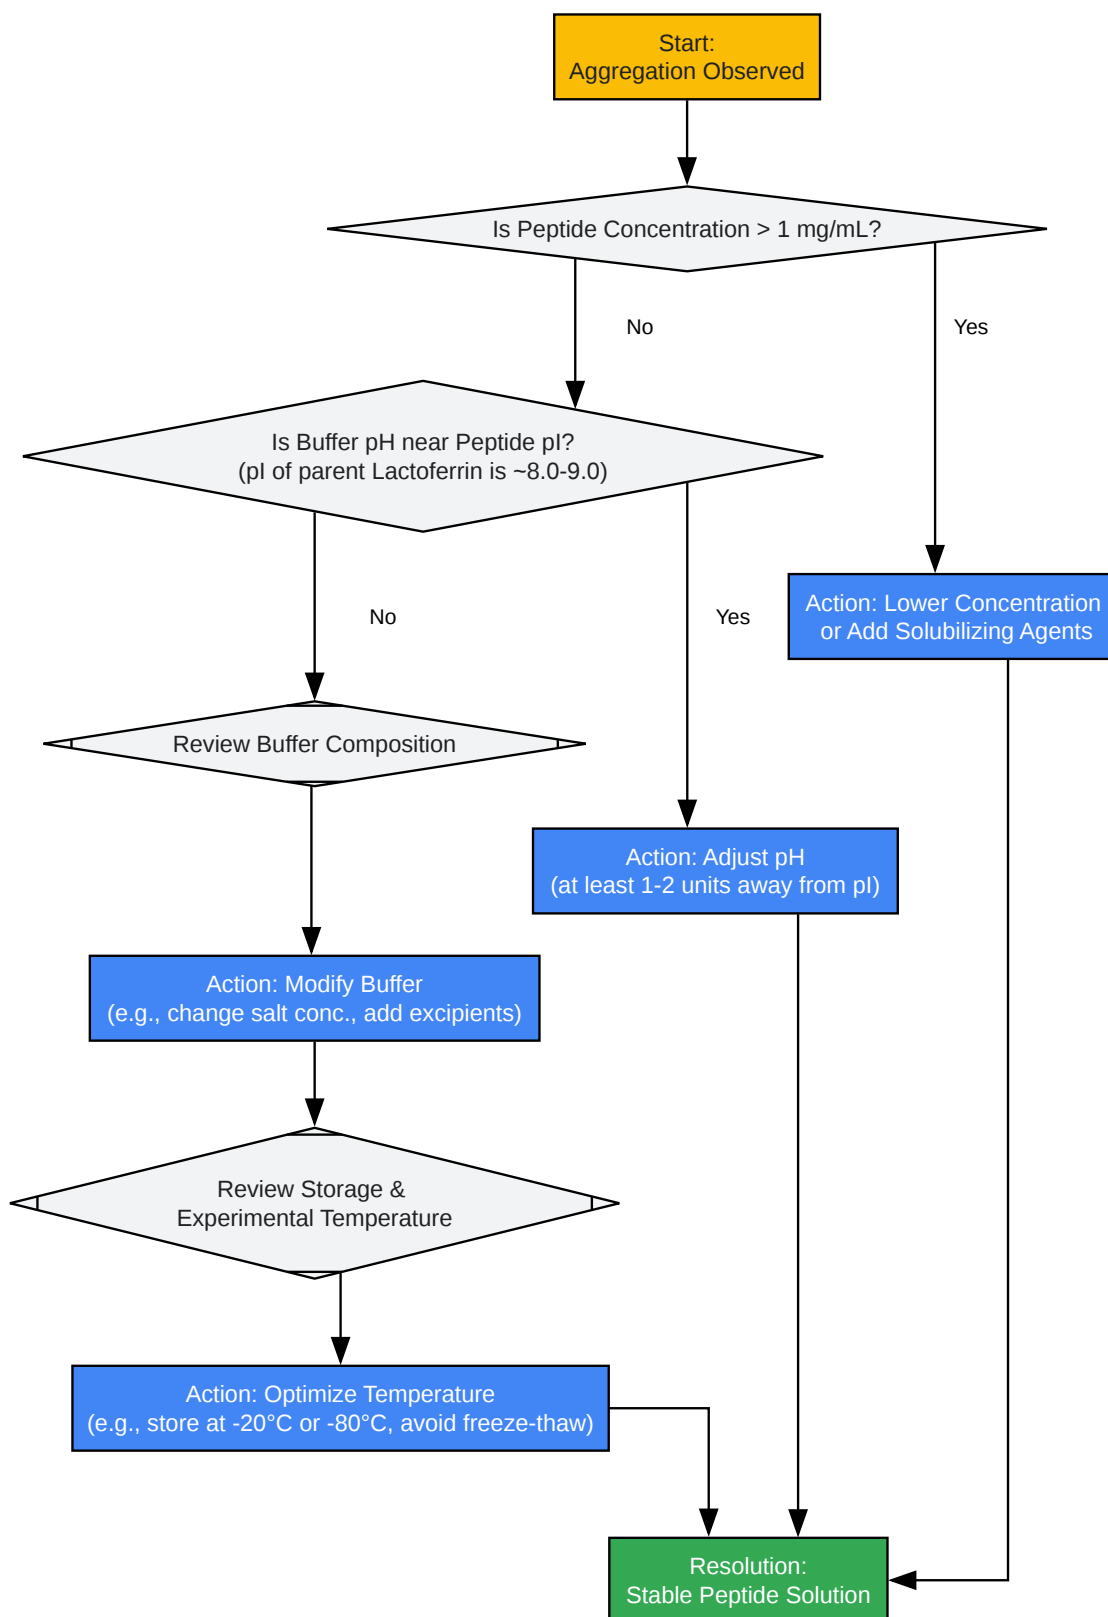 Start:
Aggregation Observed
Is Peptide Concentration > 1 mg/mL?
No
Yes
Is Buffer pH near Peptide pI?
(pI of parent Lactoferrin is ~8.0-9.0)
Action: Lower Concentration
or Add Solubilizing Agents
No
Yes
Review Buffer Composition
Action: Adjust pH
(at least 1-2 units away from pI)
Action: Modify Buffer
(e.g., change salt conc., add excipients)
Review Storage &
Experimental Temperature
Action: Optimize Temperature
(e.g., store at -20°C or -80°C, avoid freeze-thaw)
Resolution:
Stable Peptide Solution